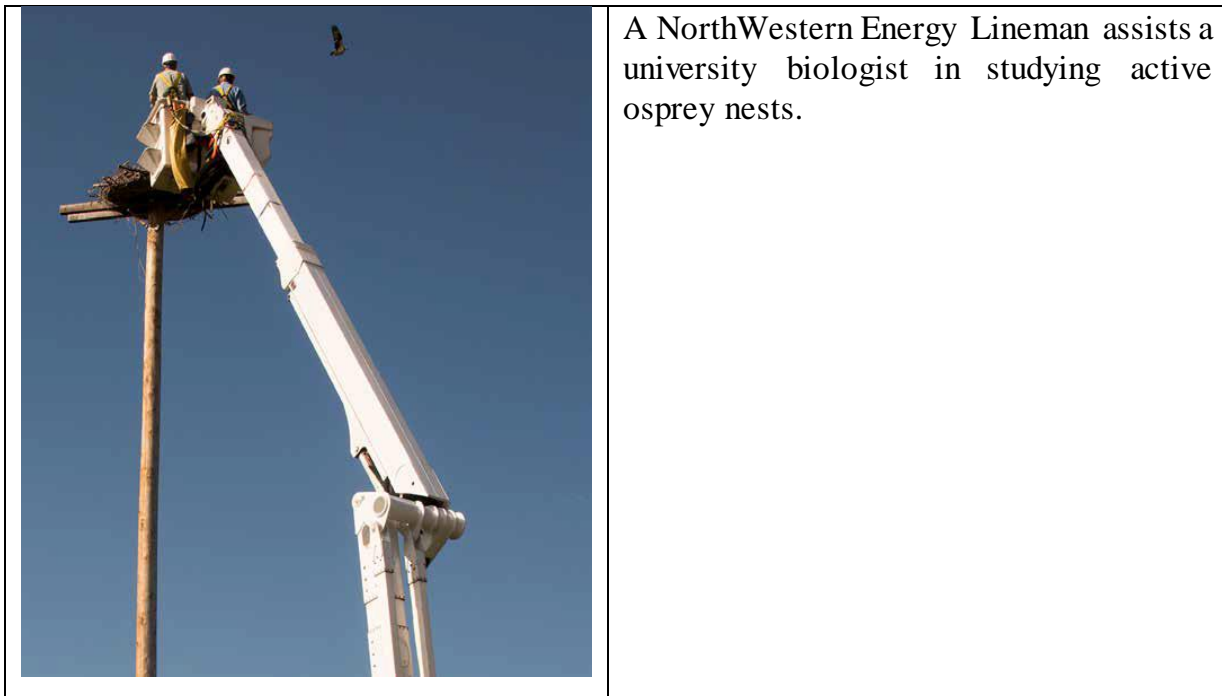 A NorthWestern Energy Lineman assists a
university biologist in studying active
osprey nests.